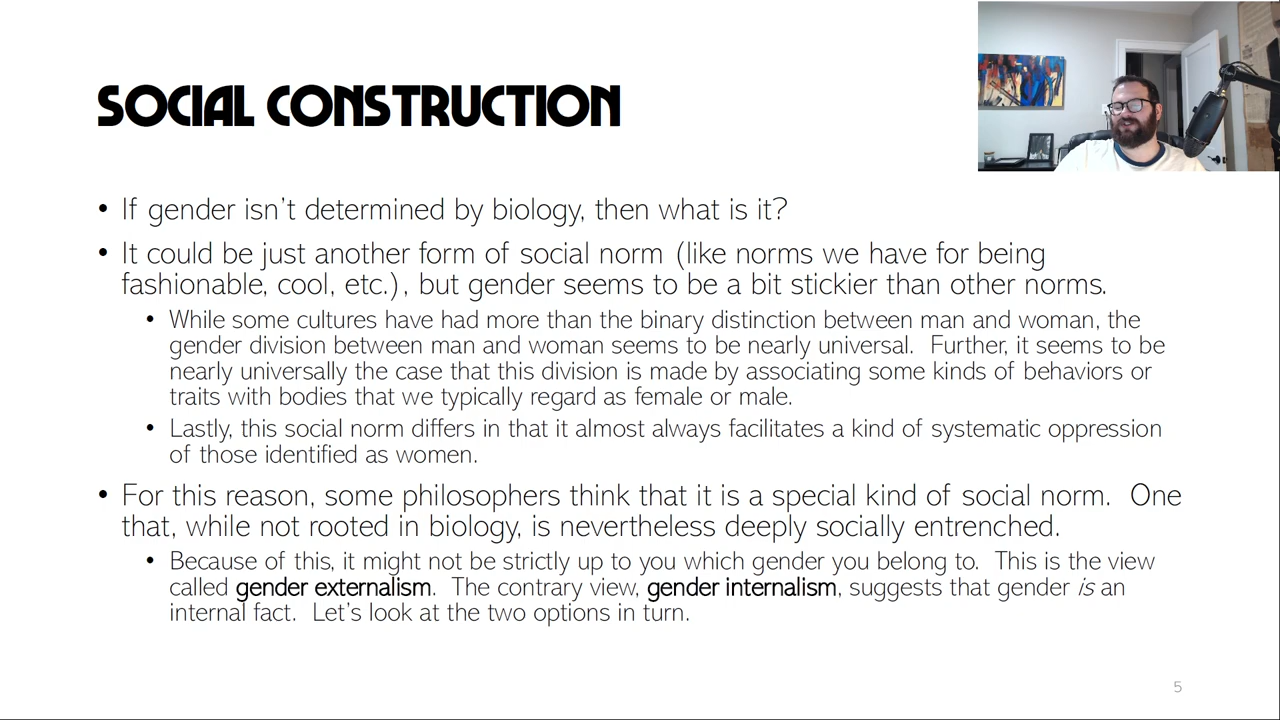 SOCIAL CONSTRUCTION
• If gender isn't determined by biology, then what is it?
• It could be just another form of social norm (like norms we have for being
fashionable, cool, etc.), but gender seems to be a bit stickier than other norms.
• While some cultures have had more than the binary distinction between man and woman, the
gender division between man and woman seems to be nearly universal.  Further, it seems to be
nearly universally the case that this division is made by associating some kinds of behaviors or
traits with bodies that we typically regard as female or male.
• Lastly, this social norm differs in that it almost always facilitates a kind of systematic oppression
of those identified as women.
• For this reason, some philosophers think that it is a special kind of social norm.  One
that, while not rooted in biology, is nevertheless deeply socially entrenched.
• Because of this, it might not be strictly up to you which gender you belong to.  This is the view
called gender externalism.  The contrary view, gender internalism, suggests that gender is an
internal fact.  Let's look at the two options in turn.
5